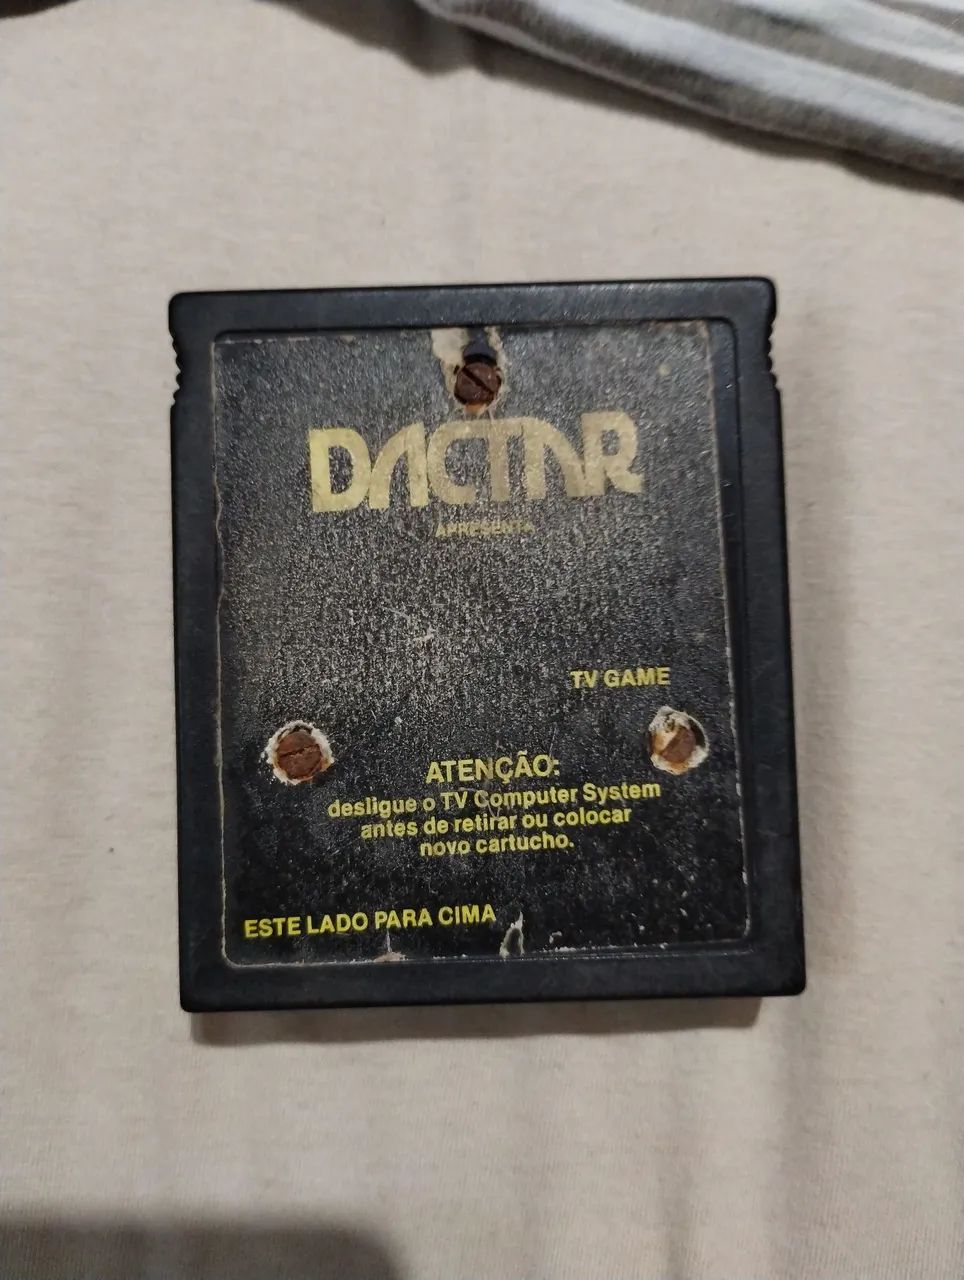 DACTAR
APRESENTA
TV GAME
ATENÇÃO:
desligue o TV Computer System
antes de retirar ou colocar
novo cartucho.
ESTE LADO PARA CIMA